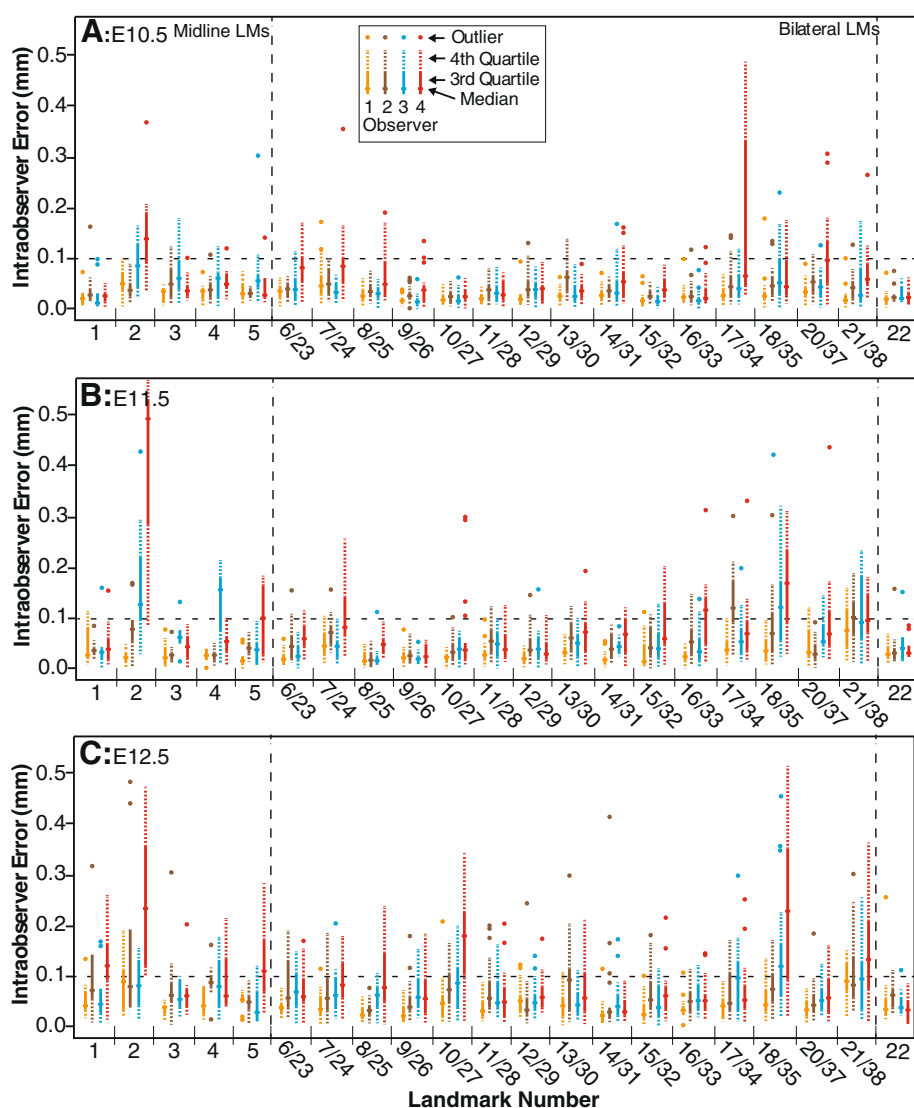 A:E10.5 Midline LMs Bilateral LMs
Outlier
4th Quartile
3rd Quartile
Median
1 2 3 4
Observer
Intraobserver Error (mm)
0.5
0.4
0.3
0.2
0.1
0.0
1 2 3 4 5 6/23 7/24 8/25 9/26 10/27 11/28 12/29 13/30 14/31 15/32 16/33 17/34 18/35 20/37 21/38 22
B:E11.5
Intraobserver Error (mm)
0.5
0.4
0.3
0.2
0.1
0.0
1 2 3 4 5 6/23 7/24 8/25 9/26 10/27 11/28 12/29 13/30 14/31 15/32 16/33 17/34 18/35 20/37 21/38 22
C:E12.5
Intraobserver Error (mm)
0.5
0.4
0.3
0.2
0.1
0.0
1 2 3 4 5 6/23 7/24 8/25 9/26 10/27 11/28 12/29 13/30 14/31 15/32 16/33 17/34 18/35 20/37 21/38 22
Landmark Number